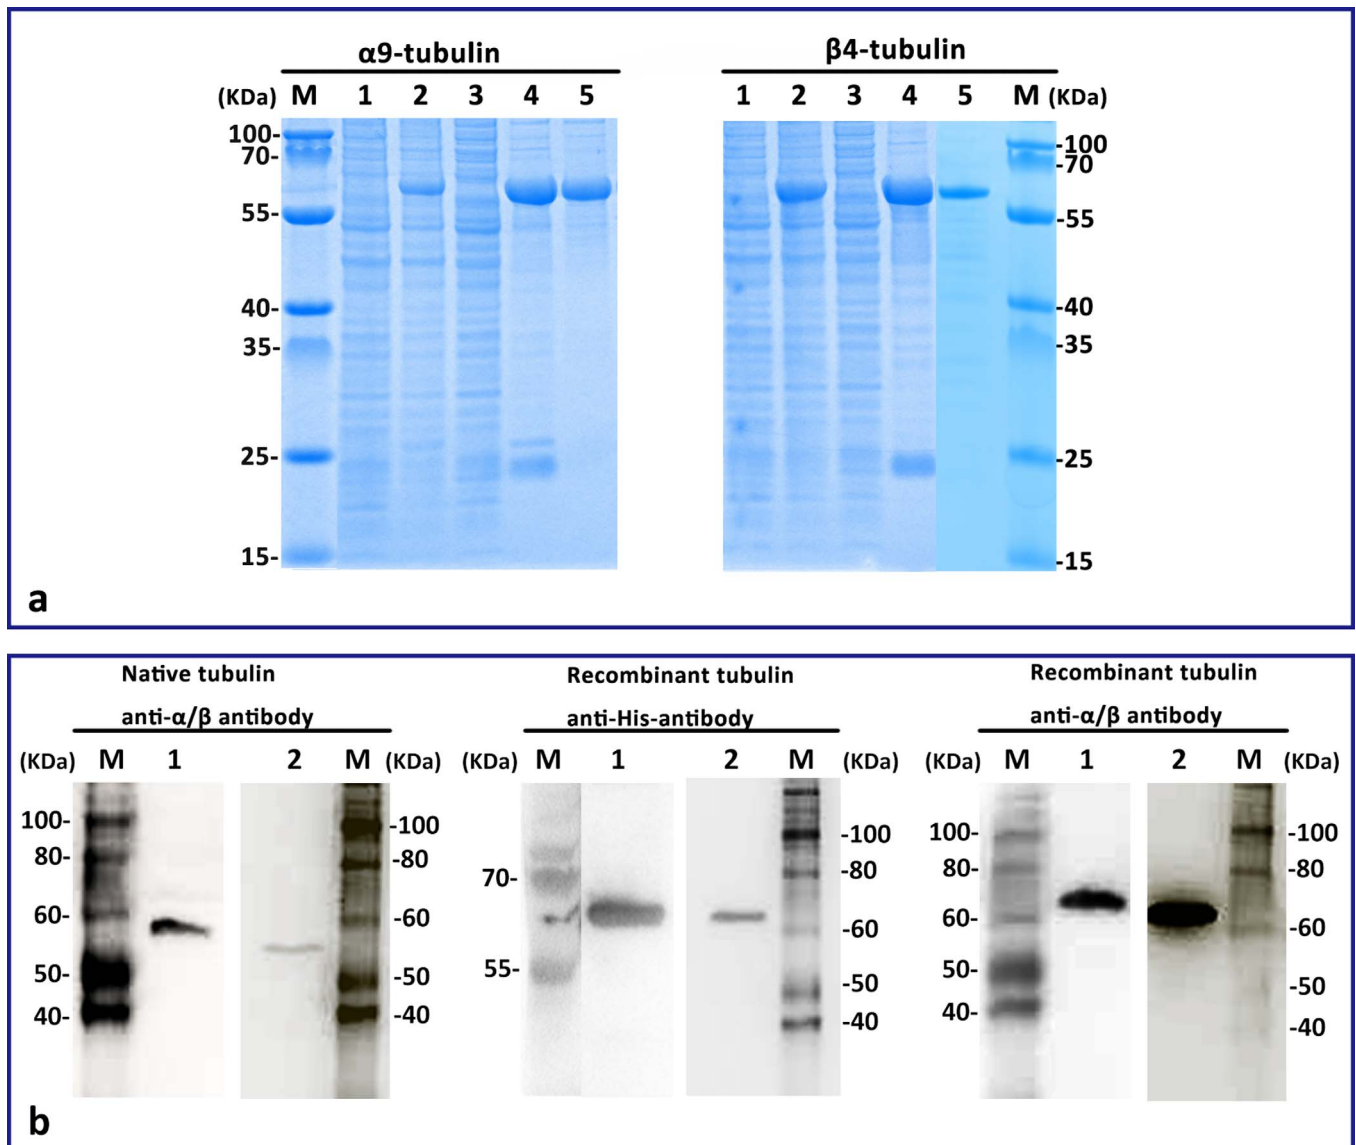 α9-tubulin
β4-tubulin
(KDa) M 1 2 3 4 5
1 2 3 4 5 M (KDa)
100-
70-
55-
40-
35-
25-
15-
-100
-70
-55
-40
-35
-25
-15
a
Native tubulin
anti-α/β antibody
(KDa) M 1 2 M (KDa)
100-
80-
60-
50-
40-
-100
-80
-60
-50
-40
Recombinant tubulin
anti-His-antibody
(KDa) M 1 2 M (KDa)
70-
55-
-100
-80
-60
-50
-40
Recombinant tubulin
anti-α/β antibody
(KDa) M 1 2 M (KDa)
100-
80-
60-
50-
40-
-100
-80
-60
-50
-40
b